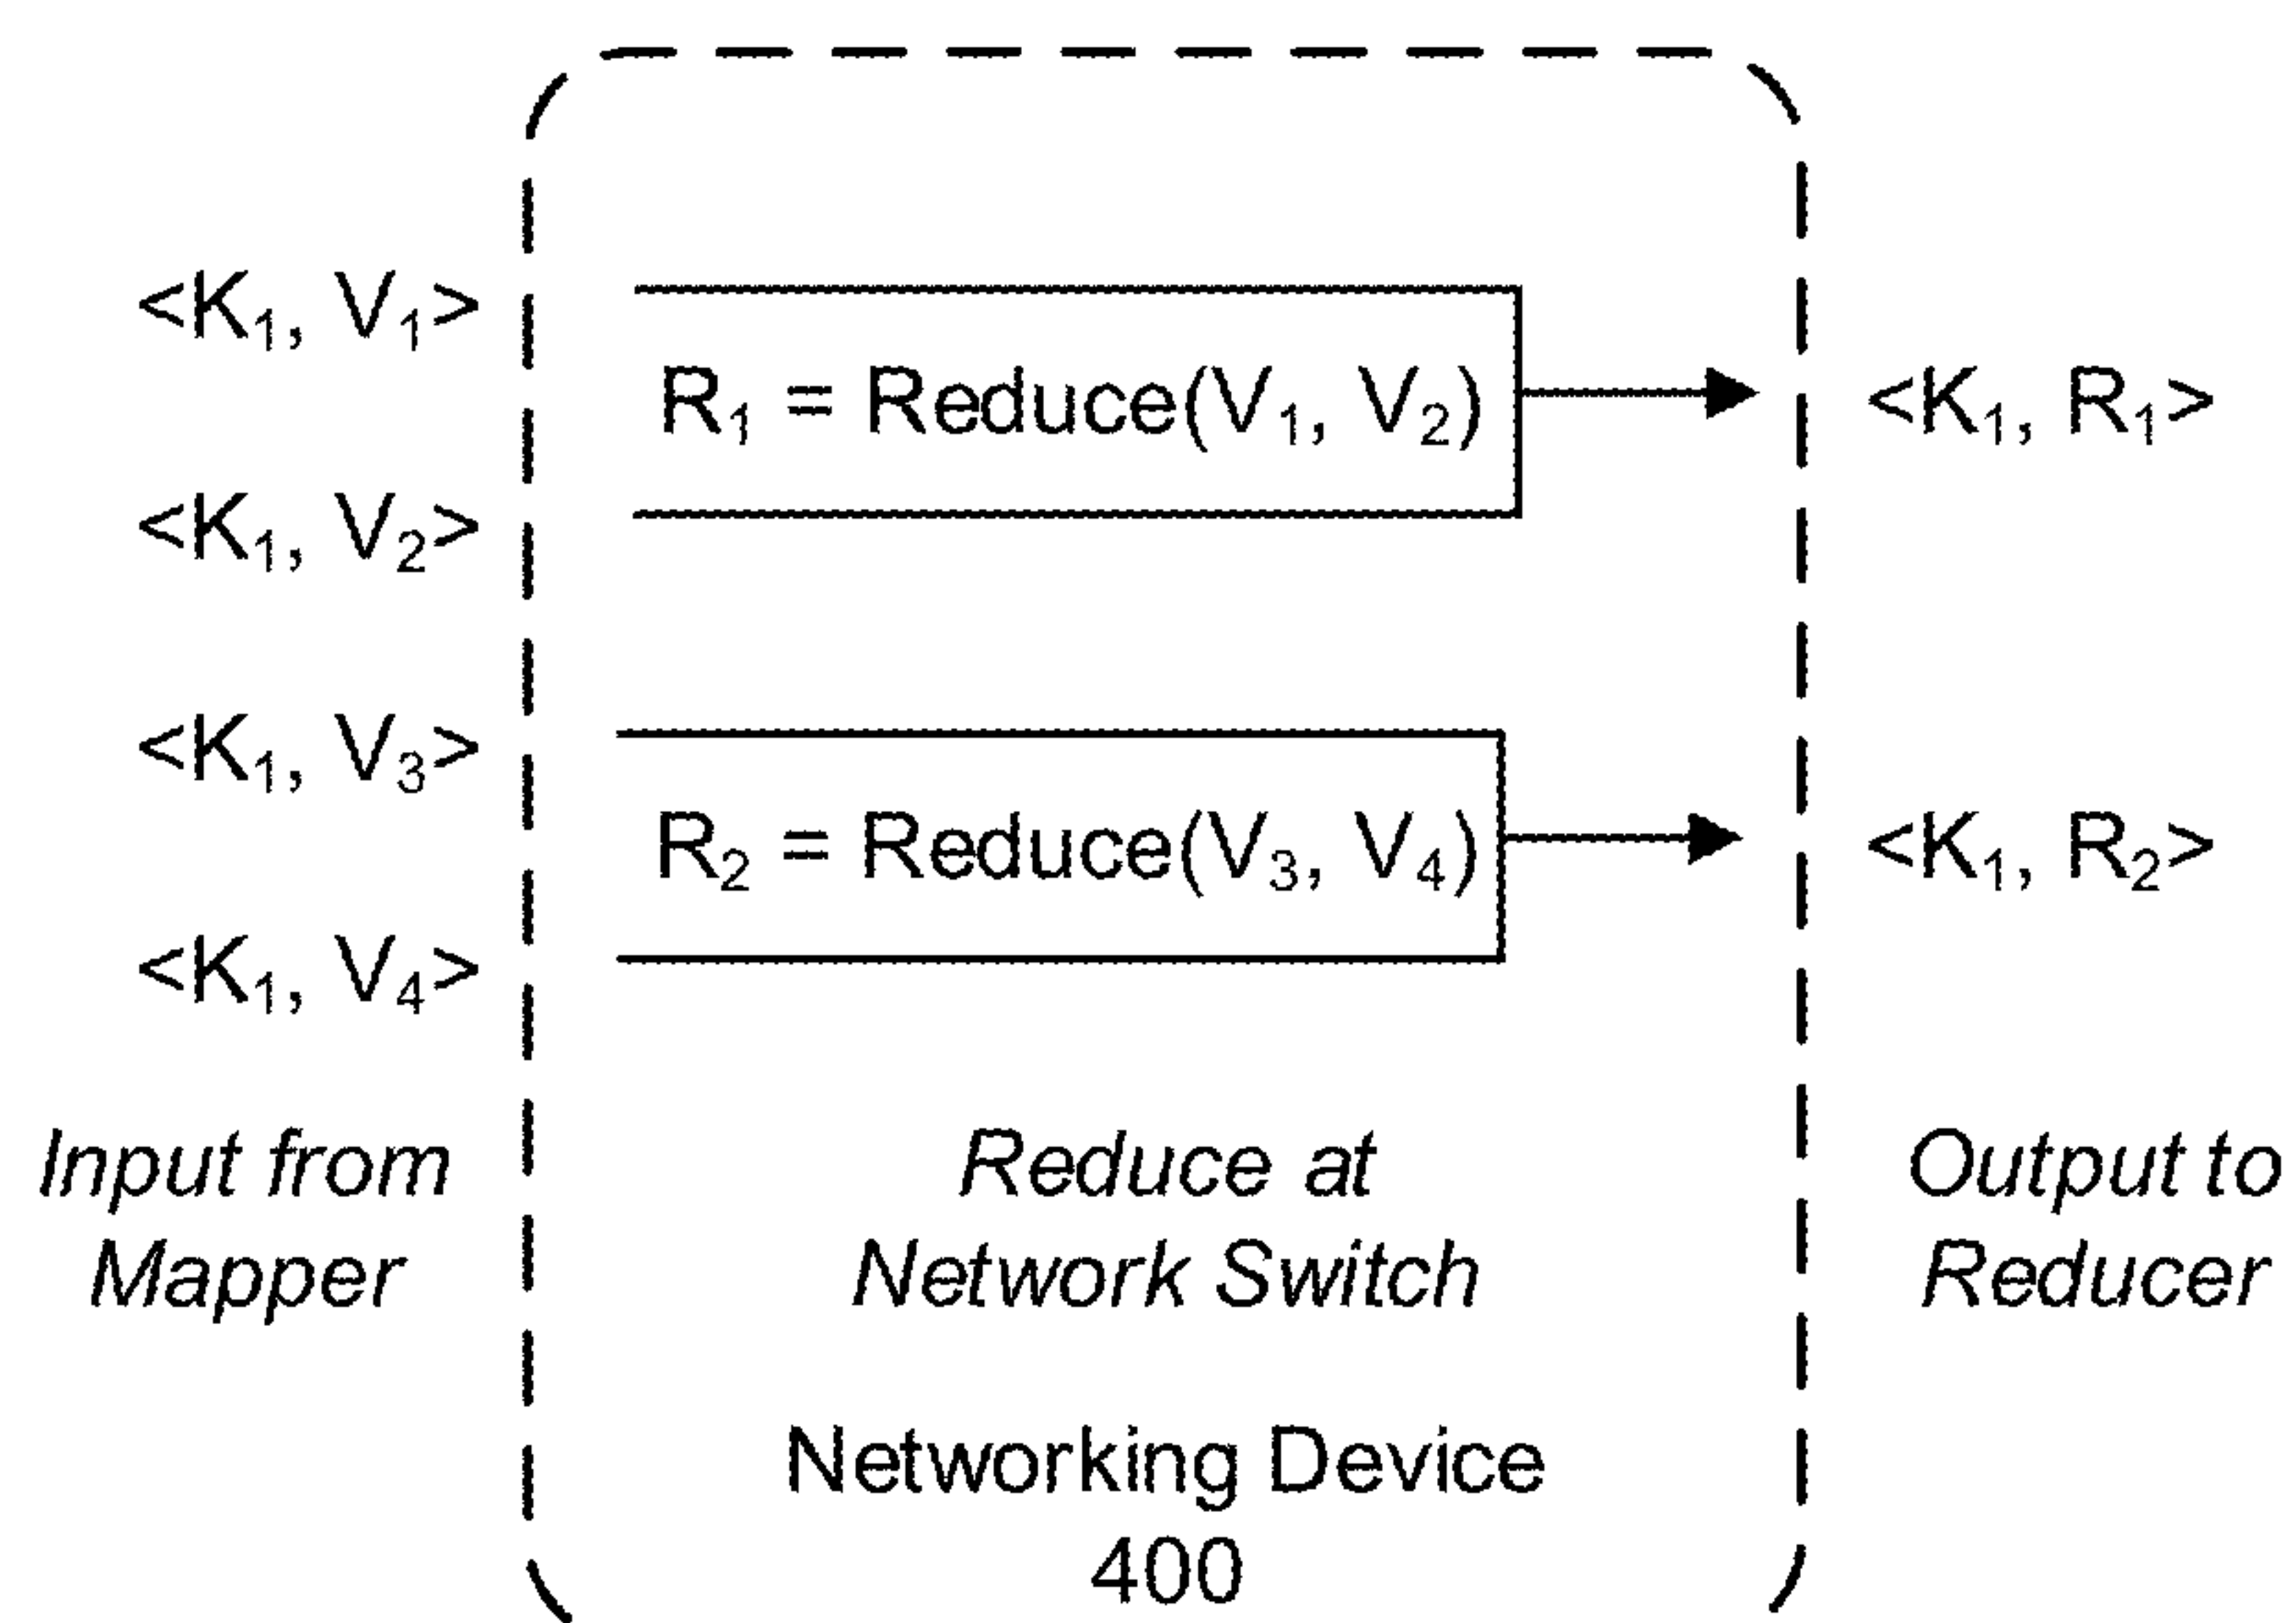 <K₁, V₁>
R₁ = Reduce(V₁, V₂)
<K₁, R₁>
<K₁, V₂>
<K₁, V₃>
R₂ = Reduce(V₃, V₄)
<K₁, R₂>
<K₁, V₄>
Input from
Mapper
Reduce at
Network Switch
Output to
Reducer
Networking Device
400